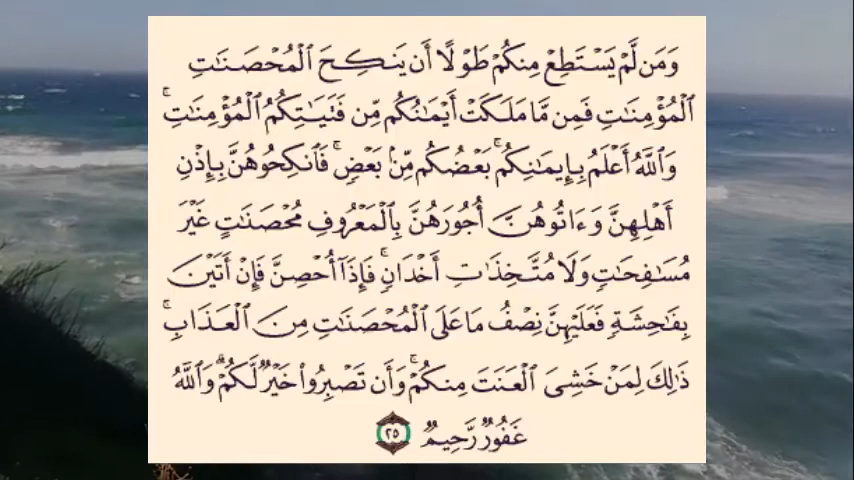 وَمَن لَّمْ يَسْتَطِعْ مِنكُمْ طَوْلًا أَن يَنكِحَ ٱلْمُحْصَنَٰتِ
ٱلْمُؤْمِنَٰتِ فَمِن مَّا مَلَكَتْ أَيْمَٰنُكُم مِّن فَتَيَٰتِكُمُ ٱلْمُؤْمِنَٰتِ ۚ
وَٱللَّهُ أَعْلَمُ بِإِيمَٰنِكُم ۚ بَعْضُكُم مِّنۢ بَعْضٍ ۚ فَٱنكِحُوهُنَّ بِإِذْنِ
أَهْلِهِنَّ وَءَاتُوهُنَّ أُجُورَهُنَّ بِٱلْمَعْرُوفِ مُحْصَنَٰتٍ غَيْرَ
مُسَٰفِحَٰتٍ وَلَا مُتَّخِذَٰتِ أَخْدَانٍ ۚ فَإِذَآ أُحْصِنَّ فَإِنْ أَتَيْنَ
بِفَٰحِشَةٍ فَعَلَيْهِنَّ نِصْفُ مَا عَلَى ٱلْمُحْصَنَٰتِ مِنَ ٱلْعَذَابِ ۚ
ذَٰلِكَ لِمَنْ خَشِىَ ٱلْعَنَتَ مِنكُمْ ۚ وَأَن تَصْبِرُوا۟ خَيْرٌ لَّكُمْ ۗ وَٱللَّهُ
غَفُورٌ رَّحِيمٌ ٢٥